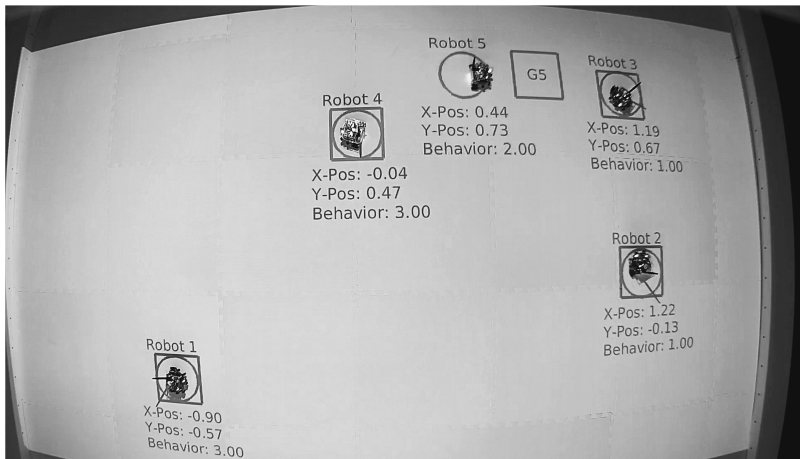 Robot 5
G5
X-Pos: 0.44
Y-Pos: 0.73
Behavior: 2.00
Robot 3
X-Pos: 1.19
Y-Pos: 0.67
Behavior: 1.00
Robot 4
X-Pos: -0.04
Y-Pos: 0.47
Behavior: 3.00
Robot 2
X-Pos: 1.22
Y-Pos: -0.13
Behavior: 1.00
Robot 1
X-Pos: -0.90
Y-Pos: -0.57
Behavior: 3.00